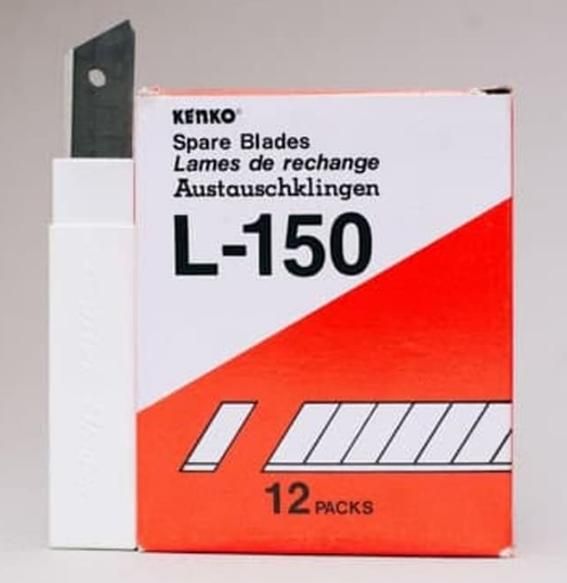 KENKO®
Spare Blades
Lames de rechange
Austauschklingen
L-150
12 PACKS